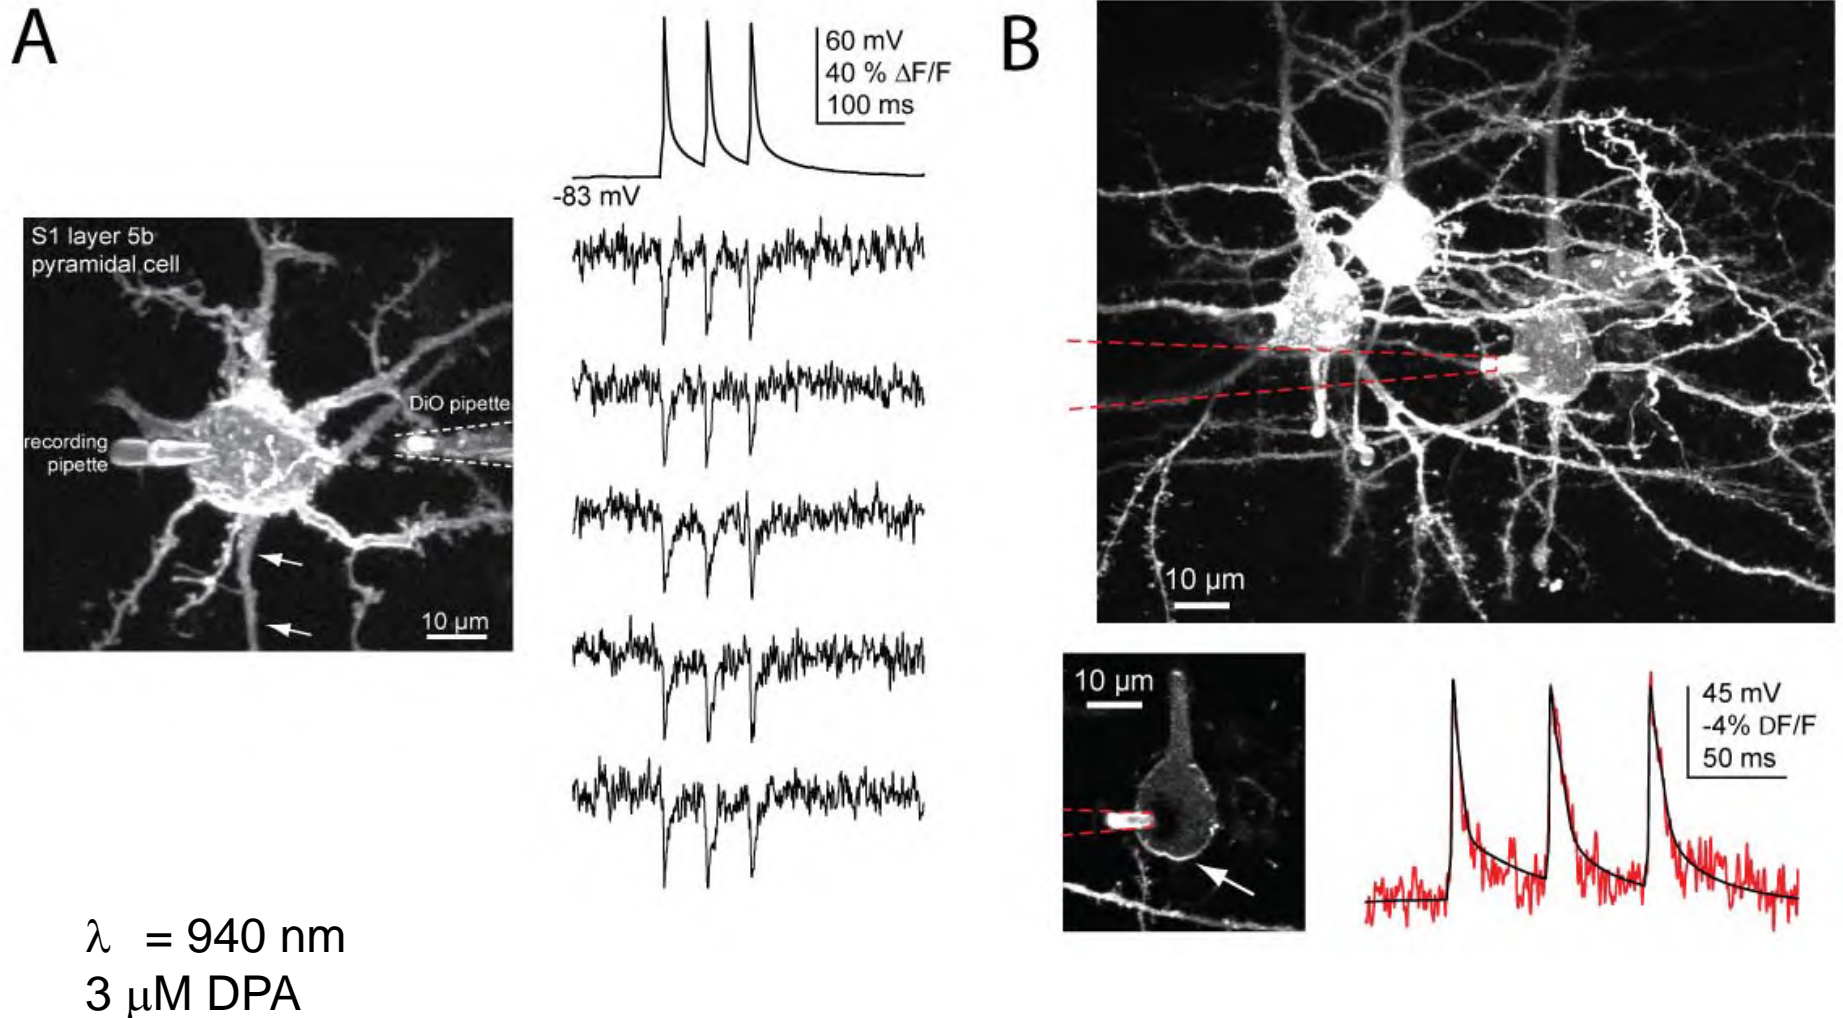 A
60 mV
40 % ΔF/F
100 ms
-83 mV
S1 layer 5b
pyramidal cell
DiO pipette
recording
pipette
10 µm
λ = 940 nm
3 µM DPA
B
10 µm
10 µm
45 mV
-4% DF/F
50 ms